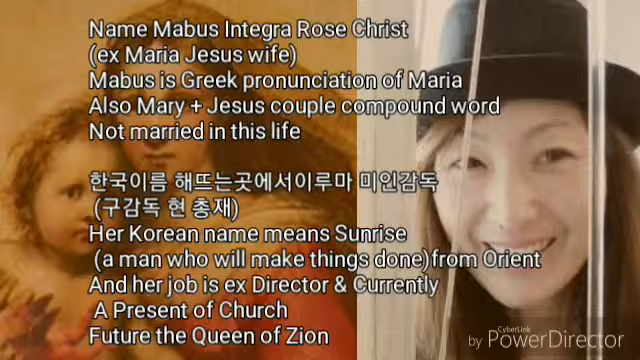 Name Mabus Integra Rose Christ
(ex Maria Jesus wife)
Mabus is Greek pronunciation of Maria
Also Mary + Jesus couple compound word
Not married in this life
한국이름 해뜨는곳에서이루마 미인감독
(구감독 현 총재)
Her Korean name means Sunrise
(a man who will make things done)from Orient
And her job is ex Director & Currently
A Present of Church
Future the Queen of Zion
CyberLink
by PowerDirector